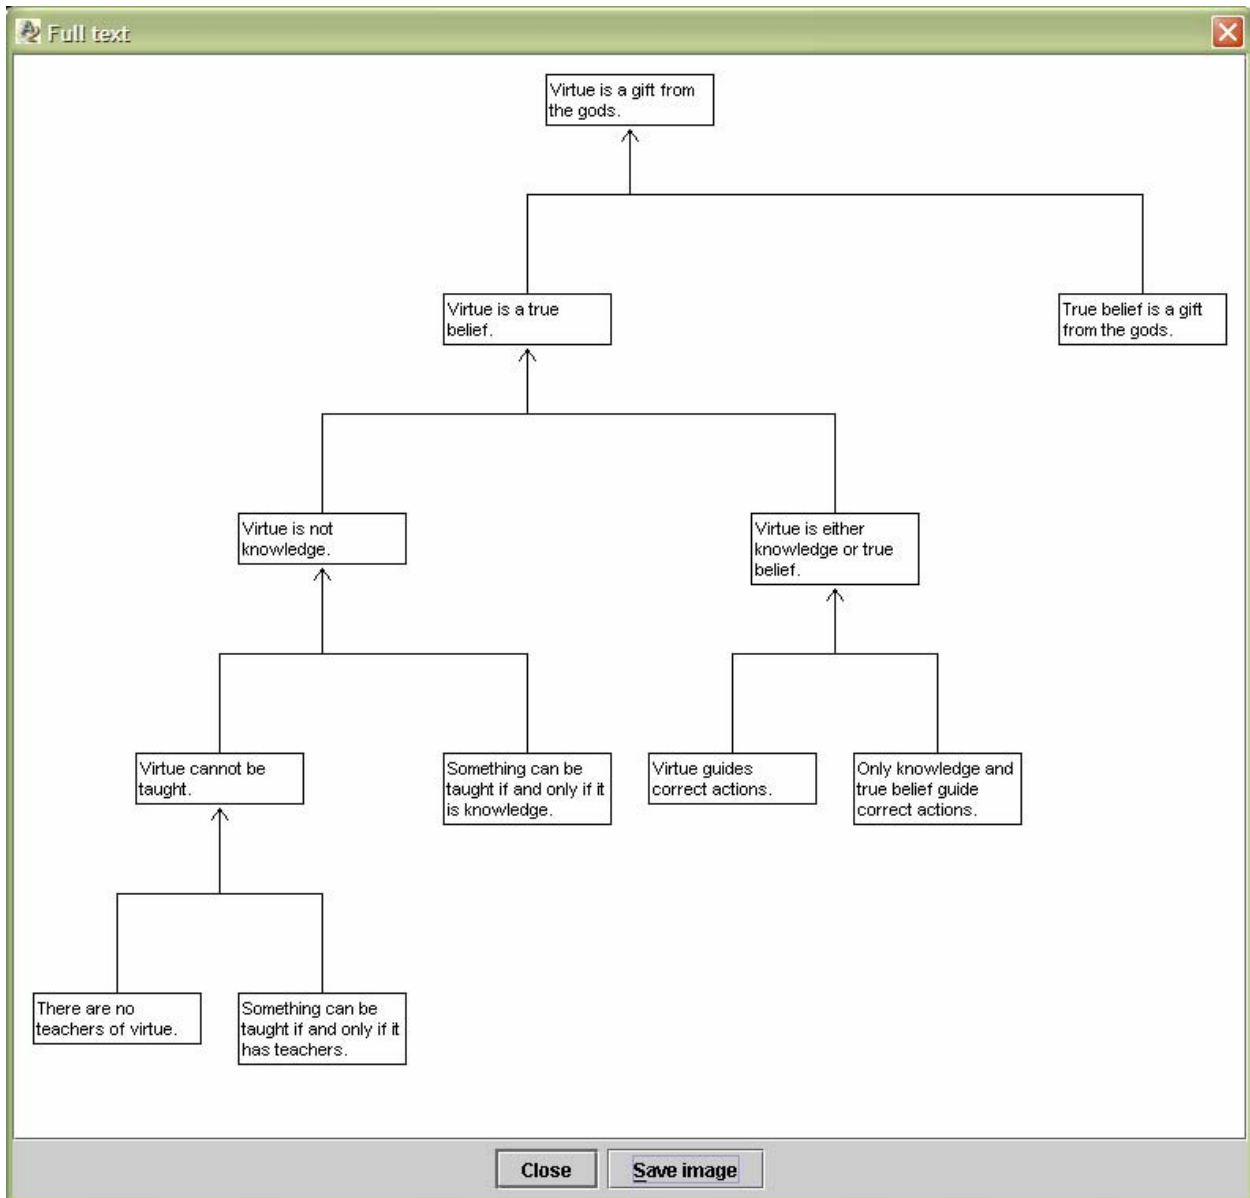 Full text
Virtue is a gift from
the gods.
Virtue is a true
belief.
True belief is a gift
from the gods.
Virtue is not
knowledge.
Virtue is either
knowledge or true
belief.
Virtue cannot be
taught.
Something can be
taught if and only if it
is knowledge.
Virtue guides
correct actions.
Only knowledge and
true belief guide
correct actions.
There are no
teachers of virtue.
Something can be
taught if and only if it
has teachers.
Close
Save image